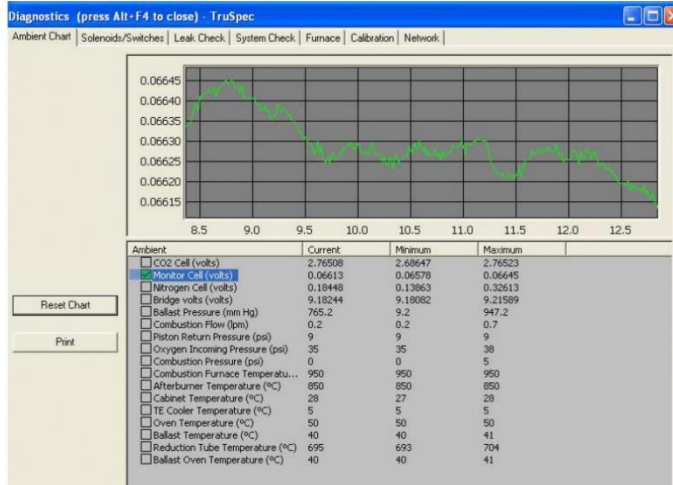 Diagnostics (press Alt+F4 to close) - TruSpec
Ambient Chart Solenoids/Switches Leak Check System Check Furnace Calibration Network
0.06645
0.06640
0.06635
0.06630
0.06625
0.06620
0.06615
8.5 9.0 9.5 10.0 10.5 11.0 11.5 12.0 12.5
Ambient Current Minimum Maximum
CO2 Cell (volts) 2.76508 2.68647 2.76523
Monitor Cell (volts) 0.06613 0.06578 0.06645
Nitrogen Cell (volts) 0.18448 0.13863 0.32613
Bridge volts (volts) 9.18244 9.18082 9.21589
Ballast Pressure (mm Hg) 765.2 9.2 947.2
Combustion Flow (lpm) 0.2 0.2 0.7
Piston Return Pressure (psi) 9 9 9
Oxygen Incoming Pressure (psi) 35 35 38
Combustion Pressure (psi) 0 0 5
Combustion Furnace Temperatu... 950 950 950
Afterburner Temperature (ºC) 850 850 850
Cabinet Temperature (ºC) 28 27 28
TE Cooler Temperature (ºC) 5 5 5
Oven Temperature (ºC) 50 50 50
Ballast Temperature (ºC) 40 40 41
Reduction Tube Temperature (ºC) 695 693 704
Ballast Oven Temperature (ºC) 40 40 41
Reset Chart
Print